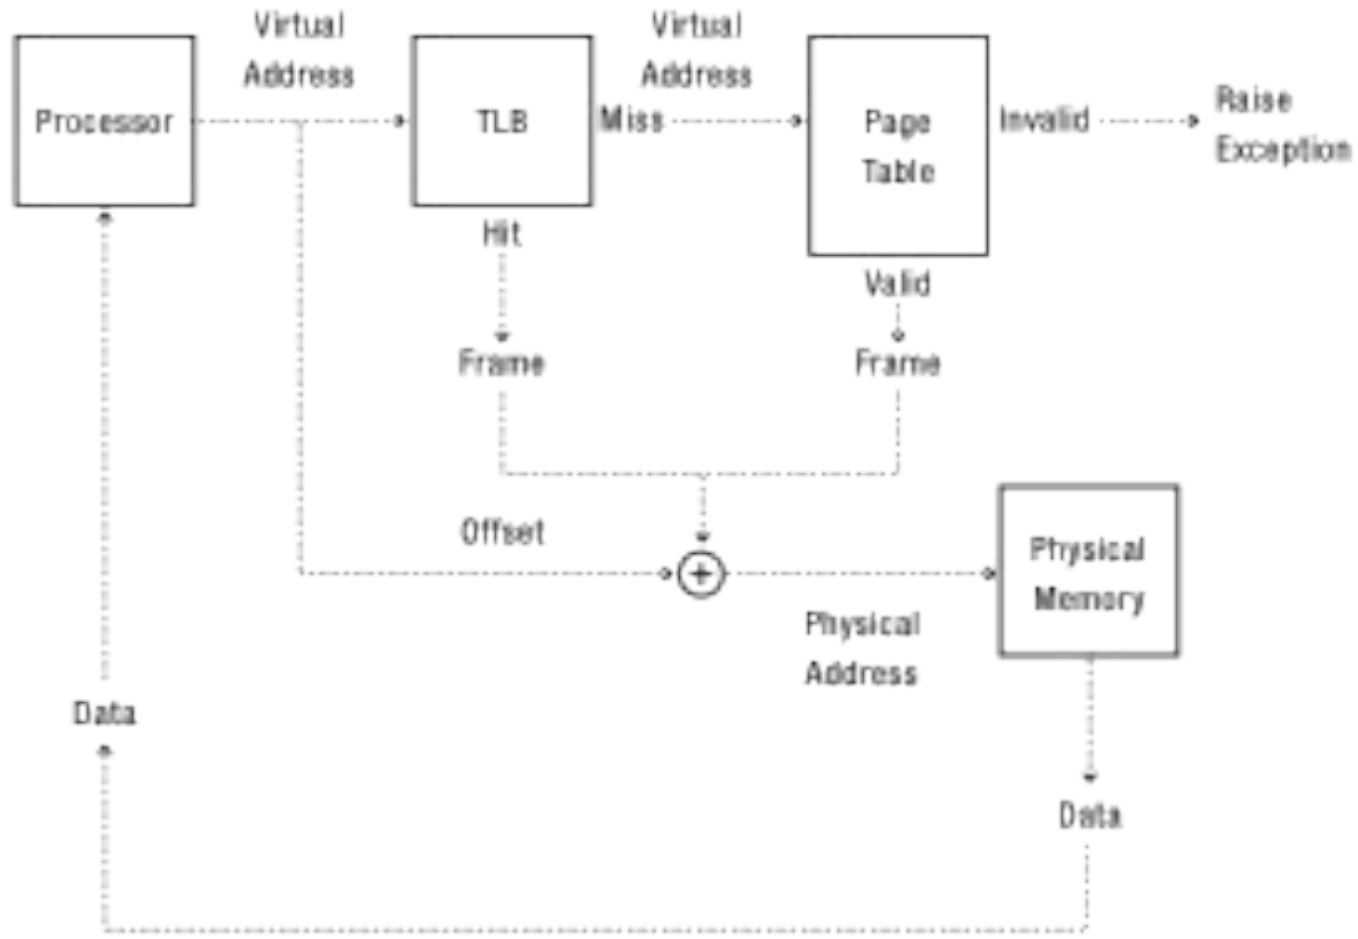 Virtual
Address
Virtual
Address
Processor
TLB
Miss
Page
Table
Invalid
Raise
Exception
Hit
Valid
Frame
Frame
Offset
+
Physical
Memory
Physical
Address
Data
Data